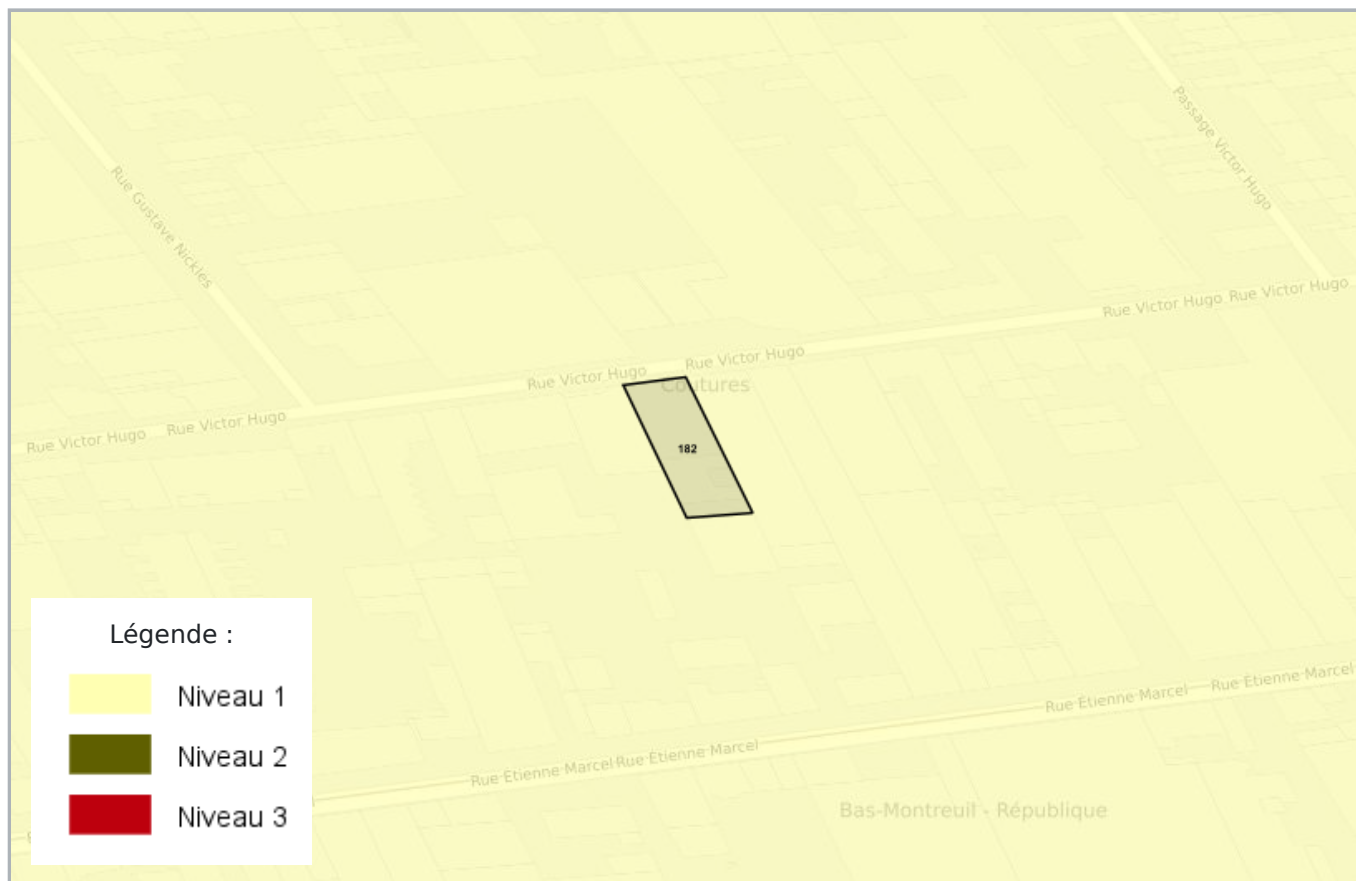 Passage Victor Hugo
Rue Gustave Nickles
Rue Victor Hugo
Rue Victor Hugo
Rue Victor Hugo
Rue Victor Hugo
Coutures
Rue Victor Hugo
Rue Victor Hugo
182
Légende :
Niveau 1
Niveau 2
Niveau 3
Rue Étienne Marcel
Rue Étienne Marcel
Rue Étienne Marcel
Rue Étienne Marcel
Bas-Montreuil - République